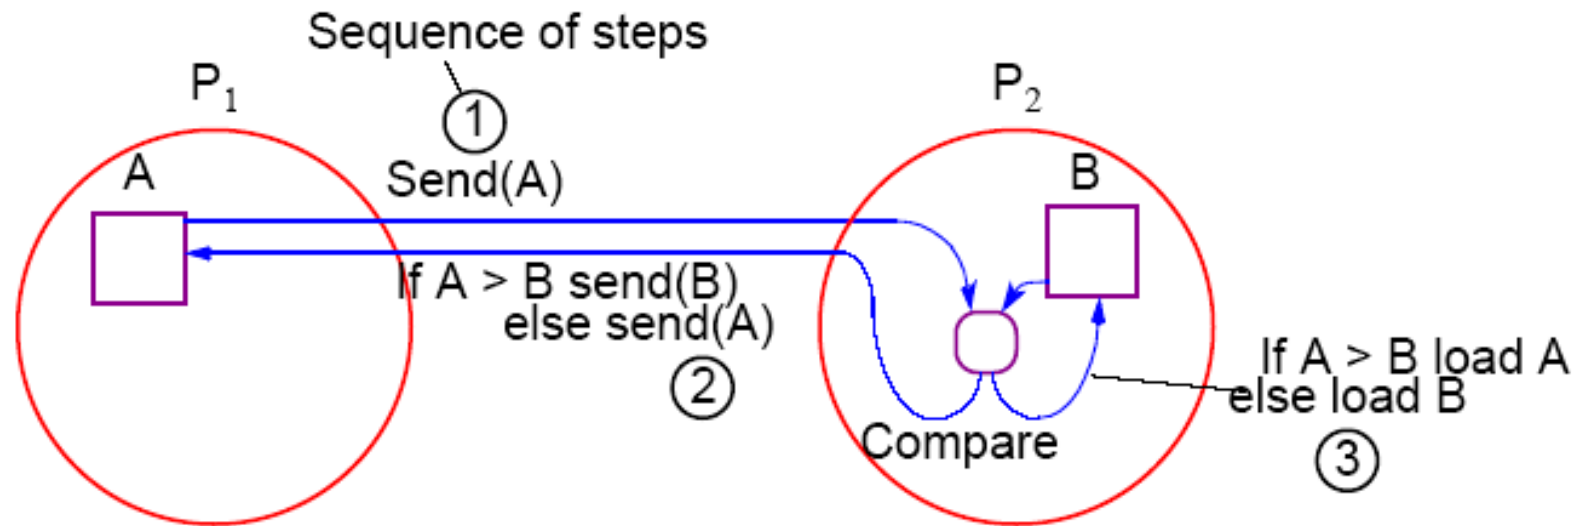 Sequence of steps
P1
1
P2
A
Send(A)
B
If A > B send(B)
else send(A)
2
If A > B load A
else load B
Compare
3